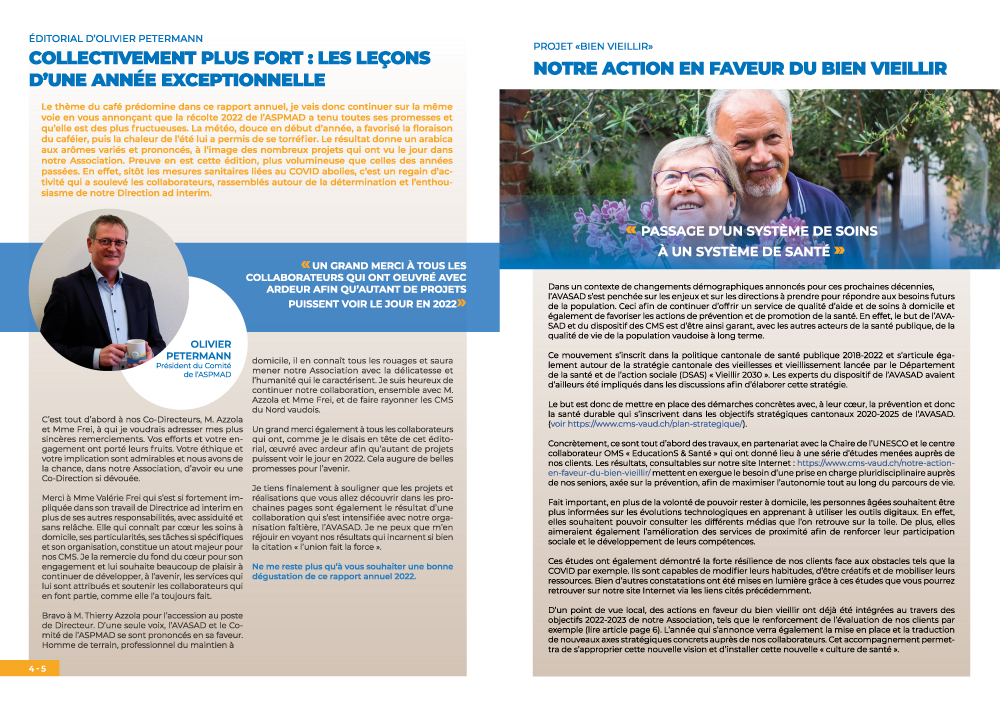 ÉDITORIAL D'OLIVIER PETERMANN
COLLECTIVEMENT PLUS FORT : LES LEÇONS
D'UNE ANNÉE EXCEPTIONNELLE
Le thème du café prédomine dans ce rapport annuel, je vais donc continuer sur la même
voie en vous annonçant que la récolte 2022 de l'ASPMAD a tenu toutes ses promesses et
qu'elle est des plus fructueuses. La météo, douce en début d'année, a favorisé la floraison
du caféier, puis la chaleur de l'été lui a permis de se torréfier. Le résultat donne un arabica
aux arômes variés et prononcés, à l'image des nombreux projets qui ont vu le jour dans
notre Association. Preuve en est cette édition, plus volumineuse que celles des années
passées. En effet, sitôt les mesures sanitaires liées au COVID abolies, c'est un regain d'ac-
tivité qui a soulevé les collaborateurs, rassemblés autour de la détermination et l'enthou-
siasme de notre Direction ad interim.
« UN GRAND MERCI À TOUS LES
COLLABORATEURS QUI ONT OEUVRÉ AVEC
ARDEUR AFIN QU'AUTANT DE PROJETS
PUISSENT VOIR LE JOUR EN 2022»
OLIVIER
PETERMANN
Président du Comité
de l'ASPMAD
C'est tout d'abord à nos Co-Directeurs, M. Azzola
et Mme Frei, à qui je voudrais adresser mes plus
sincères remerciements. Vos efforts et votre en-
gagement ont porté leurs fruits. Votre éthique et
votre implication sont admirables et nous avons de
la chance, dans notre Association, d'avoir eu une
Co-Direction si dévouée.
Merci à Mme Valérie Frei qui s'est si fortement im-
pliquée dans son travail de Directrice ad interim en
plus de ses autres responsabilités, avec assiduité et
sans relâche. Elle qui connaît par cœur les soins à
domicile, ses particularités, ses tâches si spécifiques
et son organisation, constitue un atout majeur pour
nos CMS. Je la remercie du fond du cœur pour son
engagement et lui souhaite beaucoup de plaisir à
continuer de développer, à l'avenir, les services qui
lui sont attribués et soutenir les collaborateurs qui
en font partie, comme elle l'a toujours fait.
Bravo à M. Thierry Azzola pour l'accession au poste
de Directeur. D'une seule voix, l'AVASAD et le Co-
mité de l'ASPMAD se sont prononcés en sa faveur.
Homme de terrain, professionnel du maintien à
domicile, il en connaît tous les rouages et saura
mener notre Association avec la délicatesse et
l'humanité qui le caractérisent. Je suis heureux de
continuer notre collaboration, ensemble avec M.
Azzola et Mme Frei, et de faire rayonner les CMS
du Nord vaudois.
Un grand merci également à tous les collaborateurs
qui ont, comme je le disais en tête de cet édito-
rial, œuvré avec ardeur afin qu'autant de projets
puissent voir le jour en 2022. Cela augure de belles
promesses pour l'avenir.
Je tiens finalement à souligner que les projets et
réalisations que vous allez découvrir dans les pro-
chaines pages sont également le résultat d'une
collaboration qui s'est intensifiée avec notre orga-
nisation faîtière, l'AVASAD. Je ne peux que m'en
réjouir en voyant nos résultats qui incarnent si bien
la citation « l'union fait la force ».
Ne me reste plus qu'à vous souhaiter une bonne
dégustation de ce rapport annuel 2022.
4 - 5
PROJET «BIEN VIEILLIR»
NOTRE ACTION EN FAVEUR DU BIEN VIEILLIR
« PASSAGE D'UN SYSTÈME DE SOINS
À UN SYSTÈME DE SANTÉ »
Dans un contexte de changements démographiques annoncés pour ces prochaines décennies,
l'AVASAD s'est penchée sur les enjeux et sur les directions à prendre pour répondre aux besoins futurs
de la population. Ceci afin de continuer d'offrir un service de qualité d'aide et de soins à domicile et
également de favoriser les actions de prévention et de promotion de la santé. En effet, le but de l'AVA-
SAD et du dispositif des CMS est d'être ainsi garant, avec les autres acteurs de la santé publique, de la
qualité de vie de la population vaudoise à long terme.
Ce mouvement s'inscrit dans la politique cantonale de santé publique 2018-2022 et s'articule éga-
lement autour de la stratégie cantonale des vieillesses et vieillissement lancée par le Département
de la santé et de l'action sociale (DSAS) « Vieillir 2030 ». Les experts du dispositif de l'AVASAD avaient
d'ailleurs été impliqués dans les discussions afin d'élaborer cette stratégie.
Le but est donc de mettre en place des démarches concrètes avec, à leur cœur, la prévention et donc
la santé durable qui s'inscrivent dans les objectifs stratégiques cantonaux 2020-2025 de l'AVASAD.
(voir https://www.cms-vaud.ch/plan-strategique/).
Concrètement, ce sont tout d'abord des travaux, en partenariat avec la Chaire de l'UNESCO et le centre
collaborateur OMS « EducationS & Santé » qui ont donné lieu à une série d'études menées auprès de
nos clients. Les résultats, consultables sur notre site Internet : https://www.cms-vaud.ch/notre-action-
en-faveur-du-bien-vieillir/ mettent en exergue le besoin d'une prise en charge pluridisciplinaire auprès
de nos seniors, axée sur la prévention, afin de maximiser l'autonomie tout au long du parcours de vie.
Fait important, en plus de la volonté de pouvoir rester à domicile, les personnes âgées souhaitent être
plus informées sur les évolutions technologiques en apprenant à utiliser les outils digitaux. En effet,
elles souhaitent pouvoir consulter les différents médias que l'on retrouve sur la toile. De plus, elles
aimeraient également l'amélioration des services de proximité afin de renforcer leur participation
sociale et le développement de leurs compétences.
Ces études ont également démontré la forte résilience de nos clients face aux obstacles tels que la
COVID par exemple. Ils sont capables de modifier leurs habitudes, d'être créatifs et de mobiliser leurs
ressources. Bien d'autres constatations ont été mises en lumière grâce à ces études que vous pourrez
retrouver sur notre site Internet via les liens cités précédemment.
D'un point de vue local, des actions en faveur du bien vieillir ont déjà été intégrées au travers des
objectifs 2022-2023 de notre Association, tels que le renforcement de l'évaluation de nos clients par
exemple (lire article page 6). L'année qui s'annonce verra également la mise en place et la traduction
de nouveaux axes stratégiques concrets auprès de nos collaborateurs. Cet accompagnement permet-
tra de s'approprier cette nouvelle vision et d'installer cette nouvelle « culture de santé ».